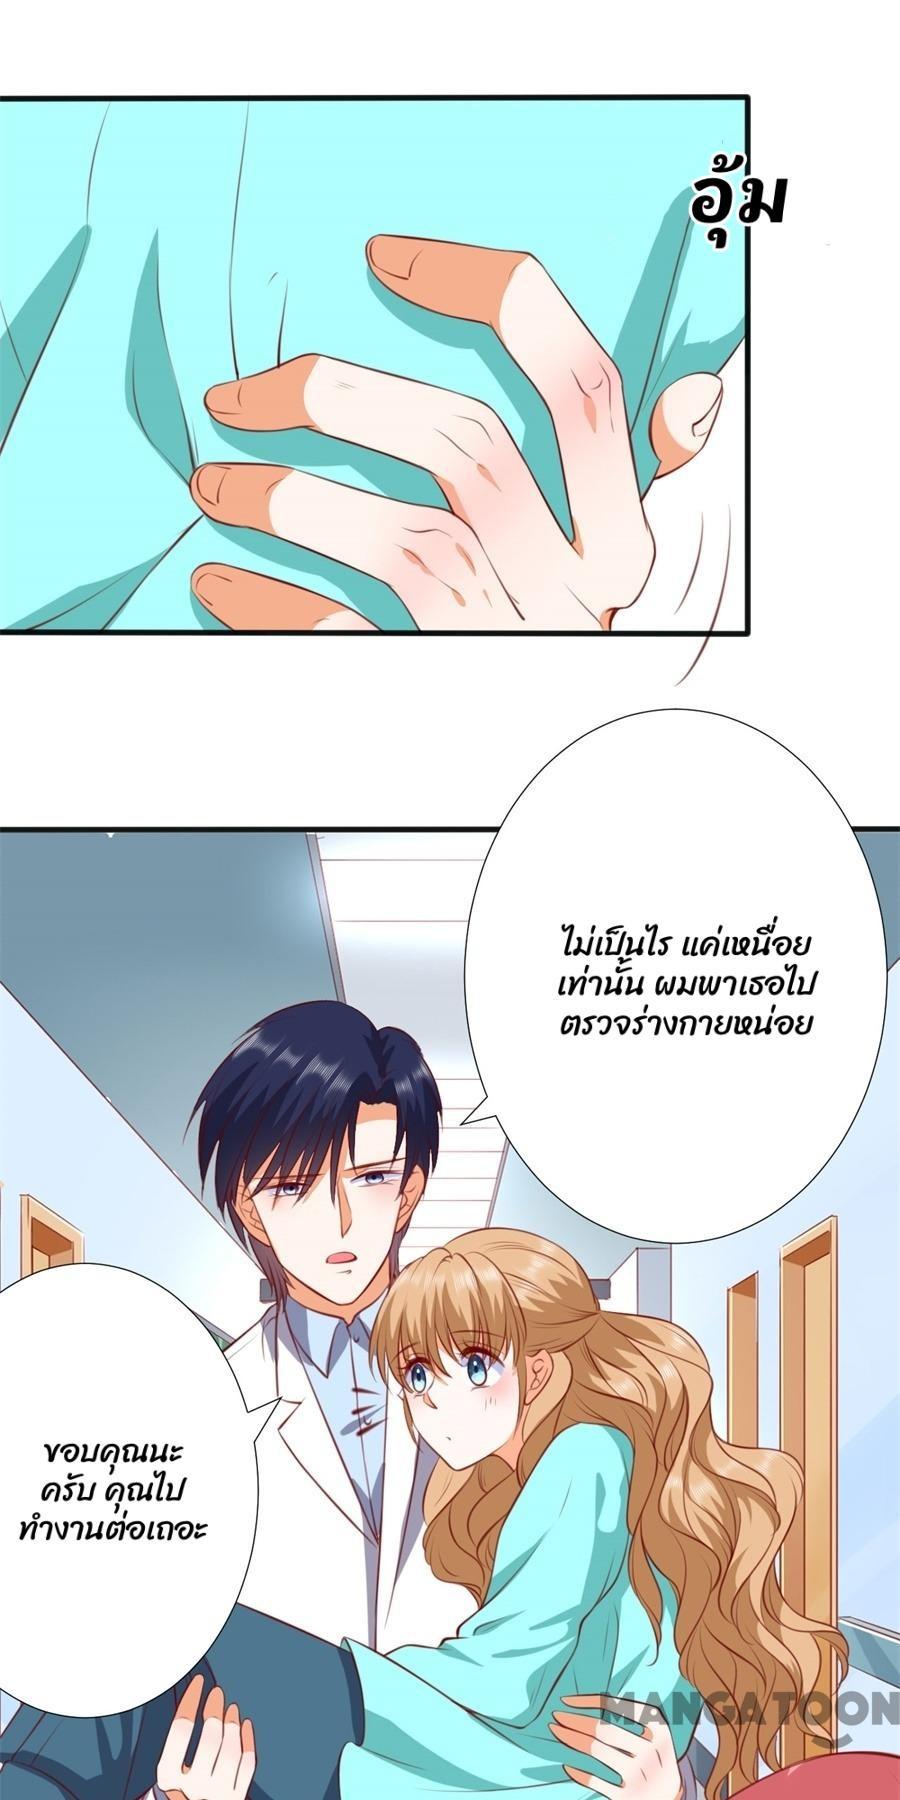 อุ้ม
ไม่เป็นไร แค่เหนื่อย
เท่านั้น ผมพาเธอไป
ตรวจร่างกายหน่อย
ขอบคุณนะ
ครับ คุณไป
ทำงานต่อเถอะ
MANGATOON